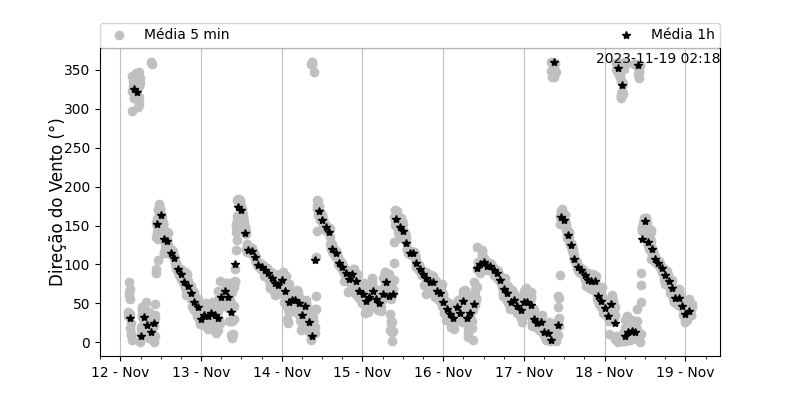 Média 5 min
Média 1h
2023-11-19 02:18
Direção do Vento (°)
350
300
250
200
150
100
50
0
12 - Nov
13 - Nov
14 - Nov
15 - Nov
16 - Nov
17 - Nov
18 - Nov
19 - Nov